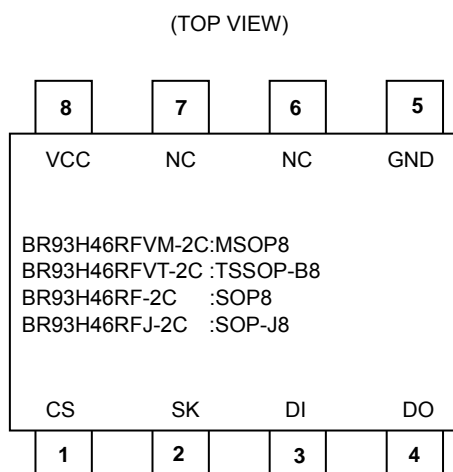 (TOP VIEW)
8 7 6 5
VCC NC NC GND
BR93H46RFVM-2C:MSOP8
BR93H46RFVT-2C :TSSOP-B8
BR93H46RF-2C :SOP8
BR93H46RFJ-2C :SOP-J8
CS SK DI DO
1 2 3 4